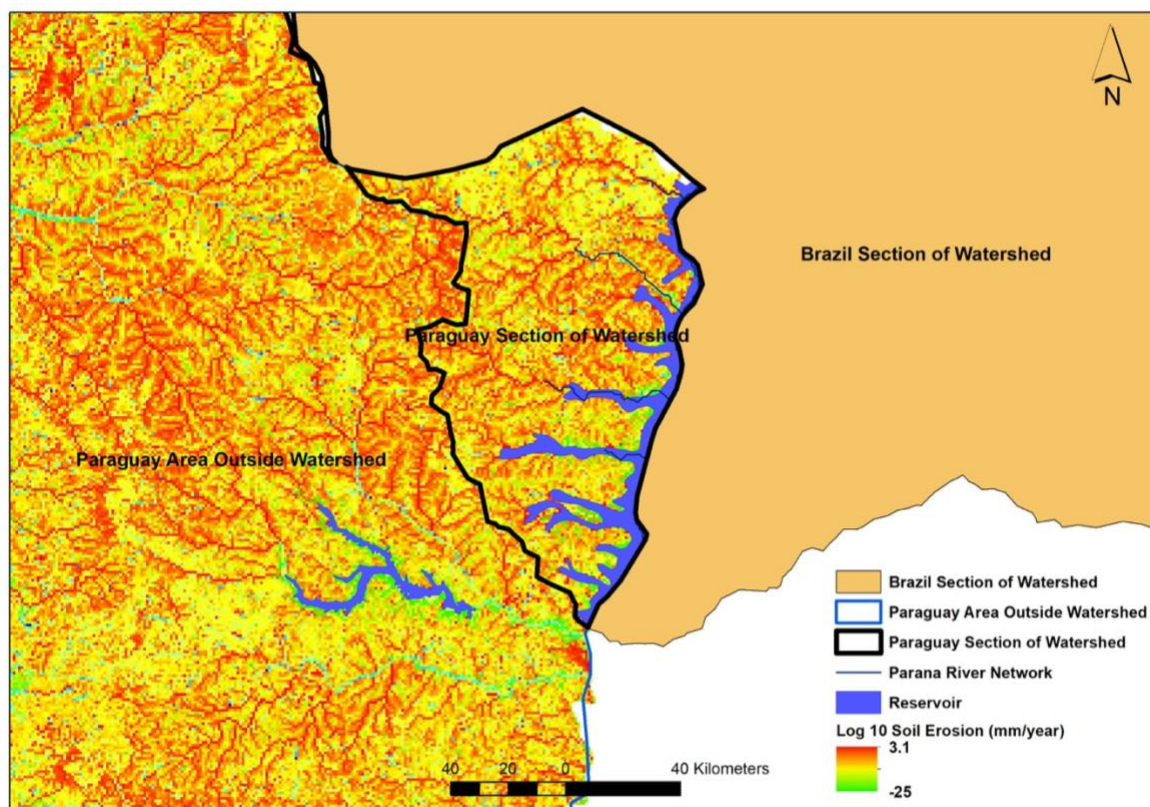 N
Brazil Section of Watershed
Paraguay Section of Watershed
Paraguay Area Outside Watershed
Brazil Section of Watershed
Paraguay Area Outside Watershed
Paraguay Section of Watershed
Parana River Network
Reservoir
Log 10 Soil Erosion (mm/year)
3.1
-25
40 20 0 40 Kilometers